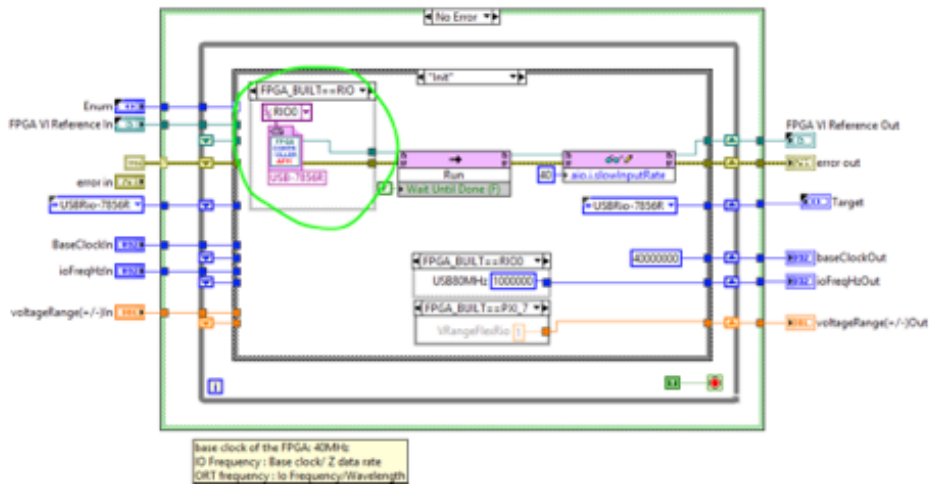 No Error
"Init"
FPGA_BUILT==RIO
Enum
RIO0
FPGA VI Reference In
FPGA VI Reference Out
FPGA
Run
error out
USB-7856R
40
aio.i.slowInputRate
error in
Wait Until Done (F)
USBRio-7856R
USBRio-7856R
Target
BaseClockIn
FPGA_BUILT==RIO0
40000000
baseClockOut
ioFreqHzIn
USB80MHz
1000000
ioFreqHzOut
FPGA_BUILT==PXI_7
voltageRange(+/-)In
VRangeFlexRio
1
voltageRange(+/-)Out
i
base clock of the FPGA: 40MHz
IO Frequency : Base clock/ Z data rate
ORT frequency : Io Frequency/Wavelength